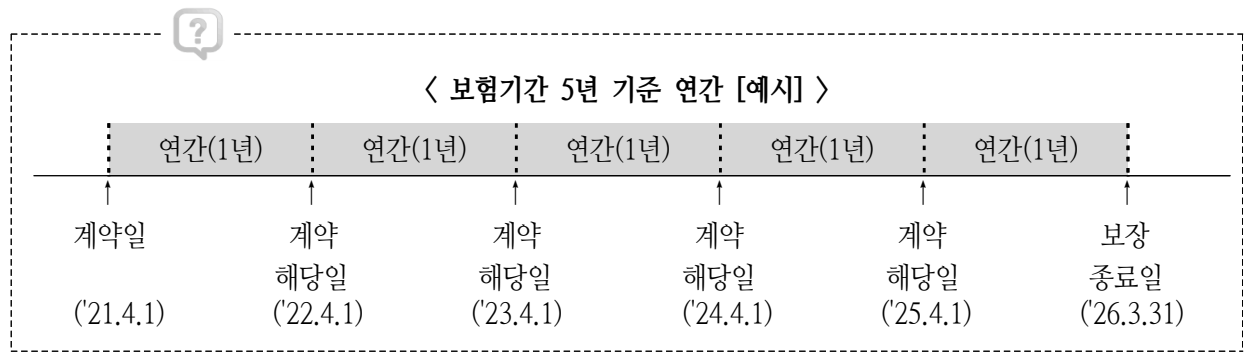 ?
〈 보험기간 5년 기준 연간 [예시] 〉
연간(1년) 연간(1년) 연간(1년) 연간(1년) 연간(1년)
계약일 계약 계약 계약 계약 보장
해당일 해당일 해당일 해당일 종료일
('21.4.1) ('22.4.1) ('23.4.1) ('24.4.1) ('25.4.1) ('26.3.31)